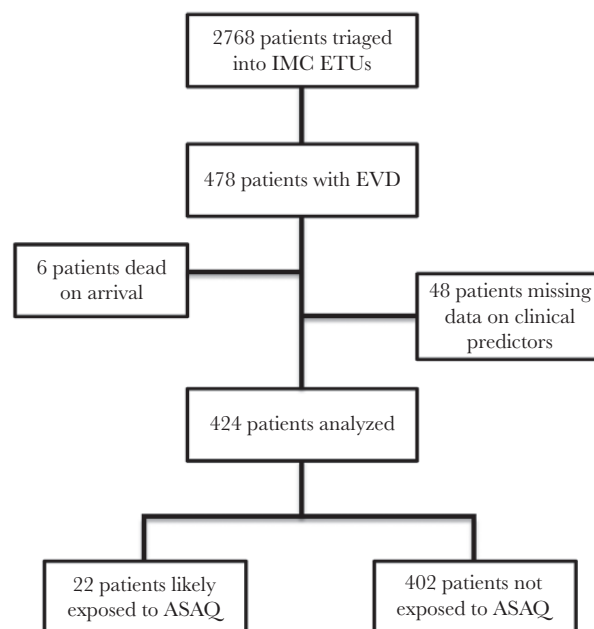 2768 patients triaged
into IMC ETUs
478 patients with EVD
6 patients dead
on arrival
48 patients missing
data on clinical
predictors
424 patients analyzed
22 patients likely
exposed to ASAQ
402 patients not
exposed to ASAQ